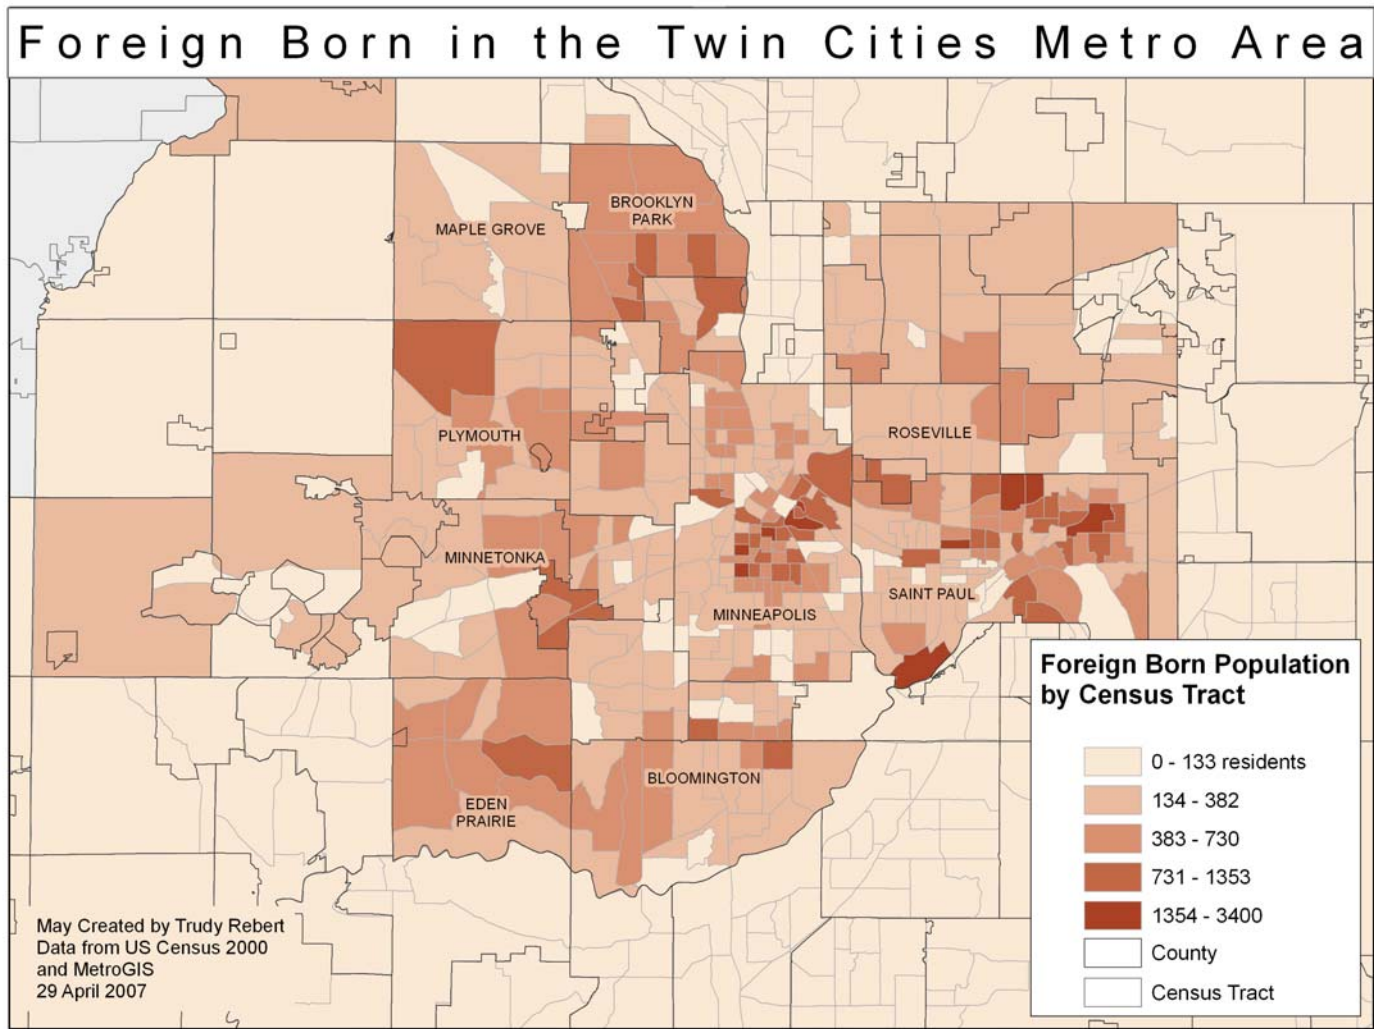 Foreign Born in the Twin Cities Metro Area
BROOKLYN
PARK
MAPLE GROVE
PLYMOUTH
ROSEVILLE
MINNETONKA
SAINT PAUL
MINNEAPOLIS
BLOOMINGTON
EDEN
PRAIRIE
Foreign Born Population
by Census Tract
0 - 133 residents
134 - 382
383 - 730
731 - 1353
1354 - 3400
County
Census Tract
May Created by Trudy Rebert
Data from US Census 2000
and MetroGIS
29 April 2007